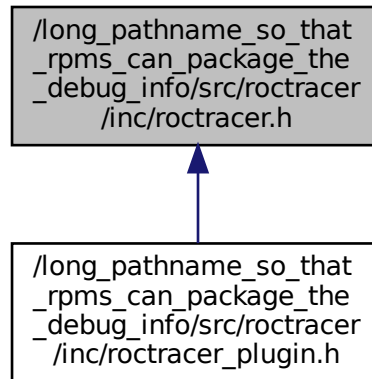 /long_pathname_so_that
_rpms_can_package_the
_debug_info/src/roctracer
/inc/roctracer.h
/long_pathname_so_that
_rpms_can_package_the
_debug_info/src/roctracer
/inc/roctracer_plugin.h